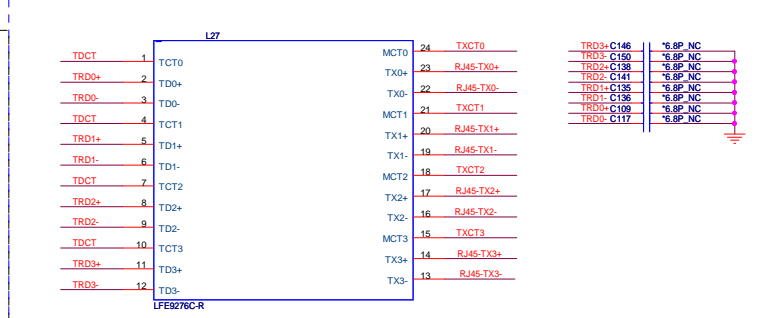 L27
TDCT 1 TCT0 MCT0 24 TXCT0
TRD0+ 2 TD0+ TX0+ 23 RJ45-TX0+
TRD0- 3 TD0- TX0- 22 RJ45-TX0-
TDCT 4 TCT1 MCT1 21 TXCT1
TRD1+ 5 TD1+ TX1+ 20 RJ45-TX1+
TRD1- 6 TD1- TX1- 19 RJ45-TX1-
TDCT 7 TCT2 MCT2 18 TXCT2
TRD2+ 8 TD2+ TX2+ 17 RJ45-TX2+
TRD2- 9 TD2- TX2- 16 RJ45-TX2-
TDCT 10 TCT3 MCT3 15 TXCT3
TRD3+ 11 TD3+ TX3+ 14 RJ45-TX3+
TRD3- 12 TD3- TX3- 13 RJ45-TX3-
LFE9276C-R
TRD3+ C146 *6.8P_NC
TRD3- C150 *6.8P_NC
TRD2+ C138 *6.8P_NC
TRD2- C141 *6.8P_NC
TRD1+ C135 *6.8P_NC
TRD1- C136 *6.8P_NC
TRD0+ C109 *6.8P_NC
TRD0- C117 *6.8P_NC